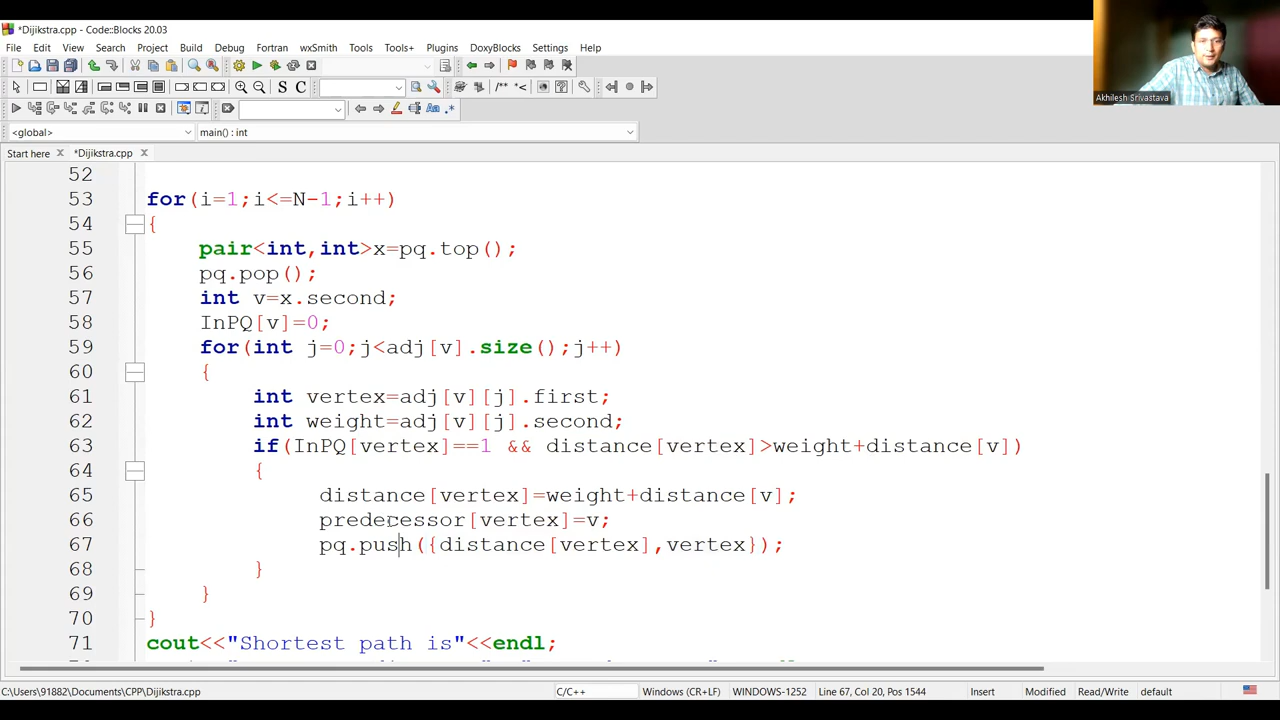 *Dijikstra.cpp - Code::Blocks 20.03
File Edit View Search Project Build Debug Fortran wxSmith Tools Tools+ Plugins DoxyBlocks Settings Help
S C /** *<
Aa .*
<global> main() : int
Start here *Dijikstra.cpp
Akhilesh Srivastava
52
53 for(i=1;i<=N-1;i++)
54 {
55 pair<int,int>x=pq.top();
56 pq.pop();
57 int v=x.second;
58 InPQ[v]=0;
59 for(int j=0;j<adj[v].size();j++)
60 {
61 int vertex=adj[v][j].first;
62 int weight=adj[v][j].second;
63 if(InPQ[vertex]==1 && distance[vertex]>weight+distance[v])
64 {
65 distance[vertex]=weight+distance[v];
66 predecessor[vertex]=v;
67 pq.push({distance[vertex],vertex});
68 }
69 }
70 }
71 cout<<"Shortest path is"<<endl;
C:\Users\91882\Documents\CPP\Dijikstra.cpp C/C++ Windows (CR+LF) WINDOWS-1252 Line 67, Col 20, Pos 1544 Insert Modified Read/Write default